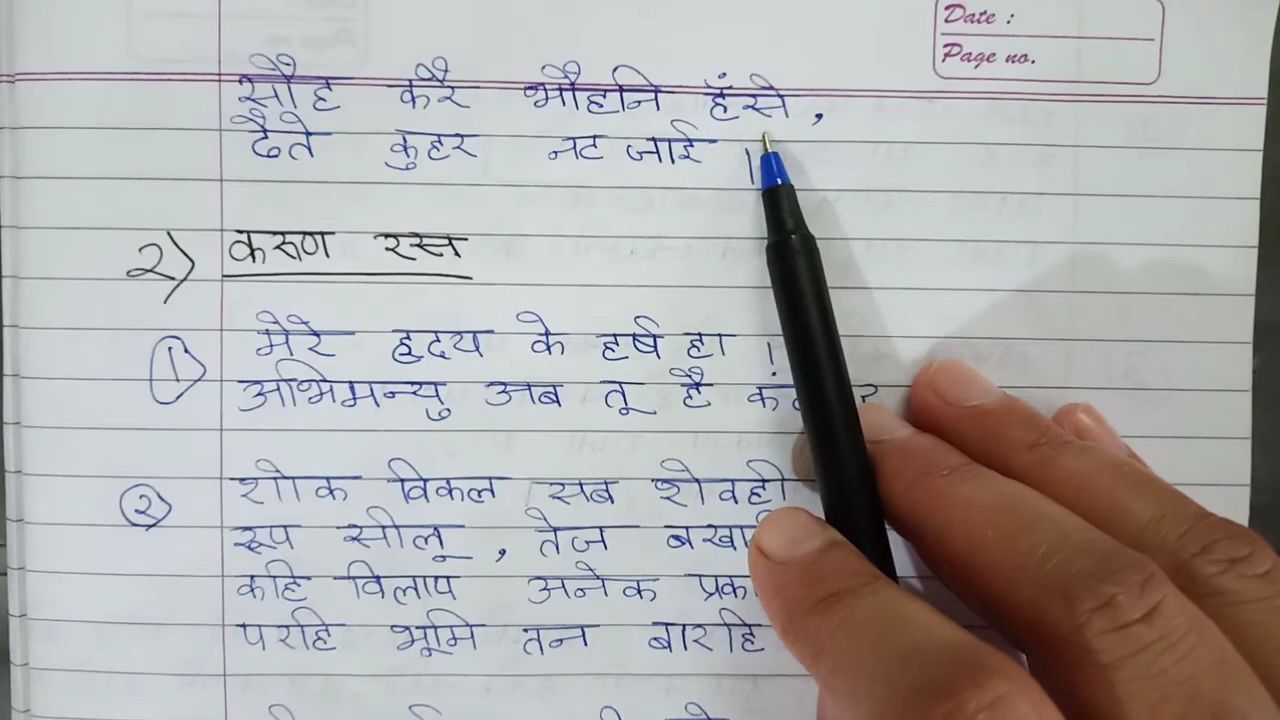 Date :
Page no.
सौह करै भौहनि हँसे,
दैते कुहर नट जाई ।
२) करुण रस
① मेरे हृदय के हर्ष हा !
अभिमन्यु अब तू है ?
② शोक विकल सब रोवही
रूप सीलू, तेज
कहि विलाप अनेक
परहि भूमि तन बारहि